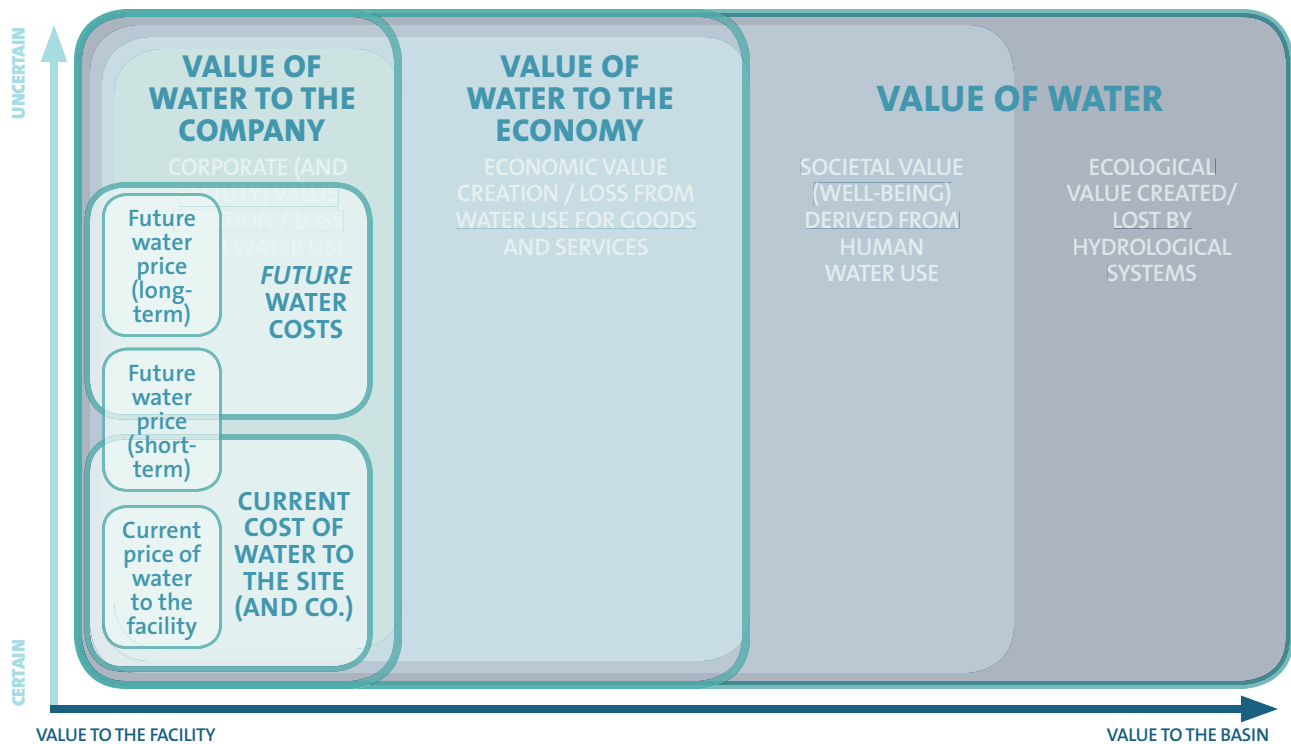 UNCERTAIN
VALUE OF
WATER TO THE
COMPANY
VALUE OF
WATER TO THE
ECONOMY
VALUE OF WATER
CORPORATE (AND
VALUE
/ LOSS
WATER USE
ECONOMIC VALUE
CREATION / LOSS FROM
WATER USE FOR GOODS
AND SERVICES
SOCIETAL VALUE
(WELL-BEING)
DERIVED FROM
HUMAN
WATER USE
ECOLOGICAL
VALUE CREATED/
LOST BY
HYDROLOGICAL
SYSTEMS
Future
water
price
(long-
term)
FUTURE
WATER
COSTS
Future
water
price
(short-
term)
Current
price of
water
to the
facility
CURRENT
COST OF
WATER TO
THE SITE
(AND CO.)
CERTAIN
VALUE TO THE FACILITY
VALUE TO THE BASIN